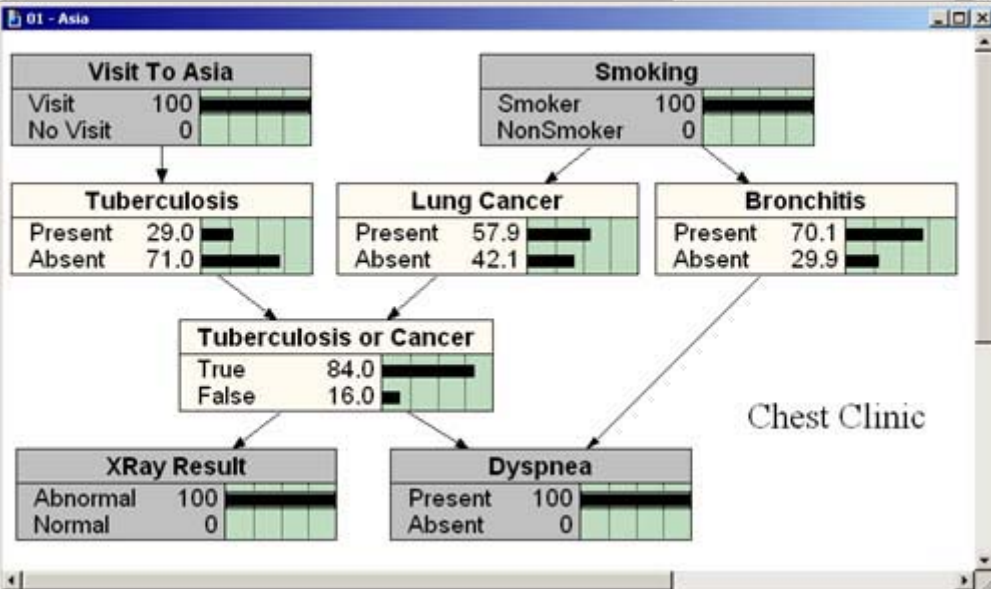 01 - Asia
Visit To Asia
Visit 100
No Visit 0
Smoking
Smoker 100
NonSmoker 0
Tuberculosis
Present 29.0
Absent 71.0
Lung Cancer
Present 57.9
Absent 42.1
Bronchitis
Present 70.1
Absent 29.9
Tuberculosis or Cancer
True 84.0
False 16.0
Chest Clinic
XRay Result
Abnormal 100
Normal 0
Dyspnea
Present 100
Absent 0